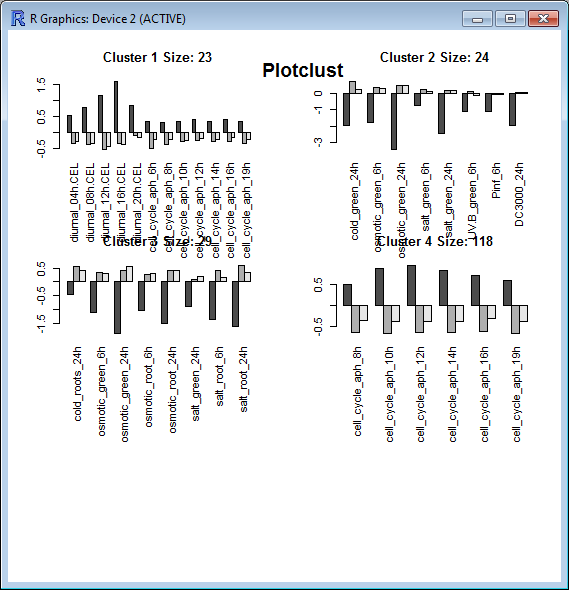 R Graphics: Device 2 (ACTIVE)
Plotclust
Cluster 1 Size: 23
1.5
0.5
-0.5
diurnal_04h.CEL
diurnal_08h.CEL
diurnal_12h.CEL
diurnal_16h.CEL
diurnal_20h.CEL
cell_cycle_aph_6h
cell_cycle_aph_8h
cell_cycle_aph_10h
cell_cycle_aph_12h
cell_cycle_aph_14h
cell_cycle_aph_16h
cell_cycle_aph_19h
Cluster 2 Size: 24
0
-1
-3
cold_green_24h
osmotic_green_6h
osmotic_green_24h
salt_green_6h
salt_green_24h
UV.B_green_6h
Pinf_6h
DC3000_24h
Cluster 3 Size: 29
0.5
-0.5
-1.5
cold_roots_24h
osmotic_green_6h
osmotic_green_24h
osmotic_root_6h
osmotic_root_24h
salt_green_24h
salt_root_6h
salt_root_24h
Cluster 4 Size: 118
0.5
-0.5
cell_cycle_aph_8h
cell_cycle_aph_10h
cell_cycle_aph_12h
cell_cycle_aph_14h
cell_cycle_aph_16h
cell_cycle_aph_19h